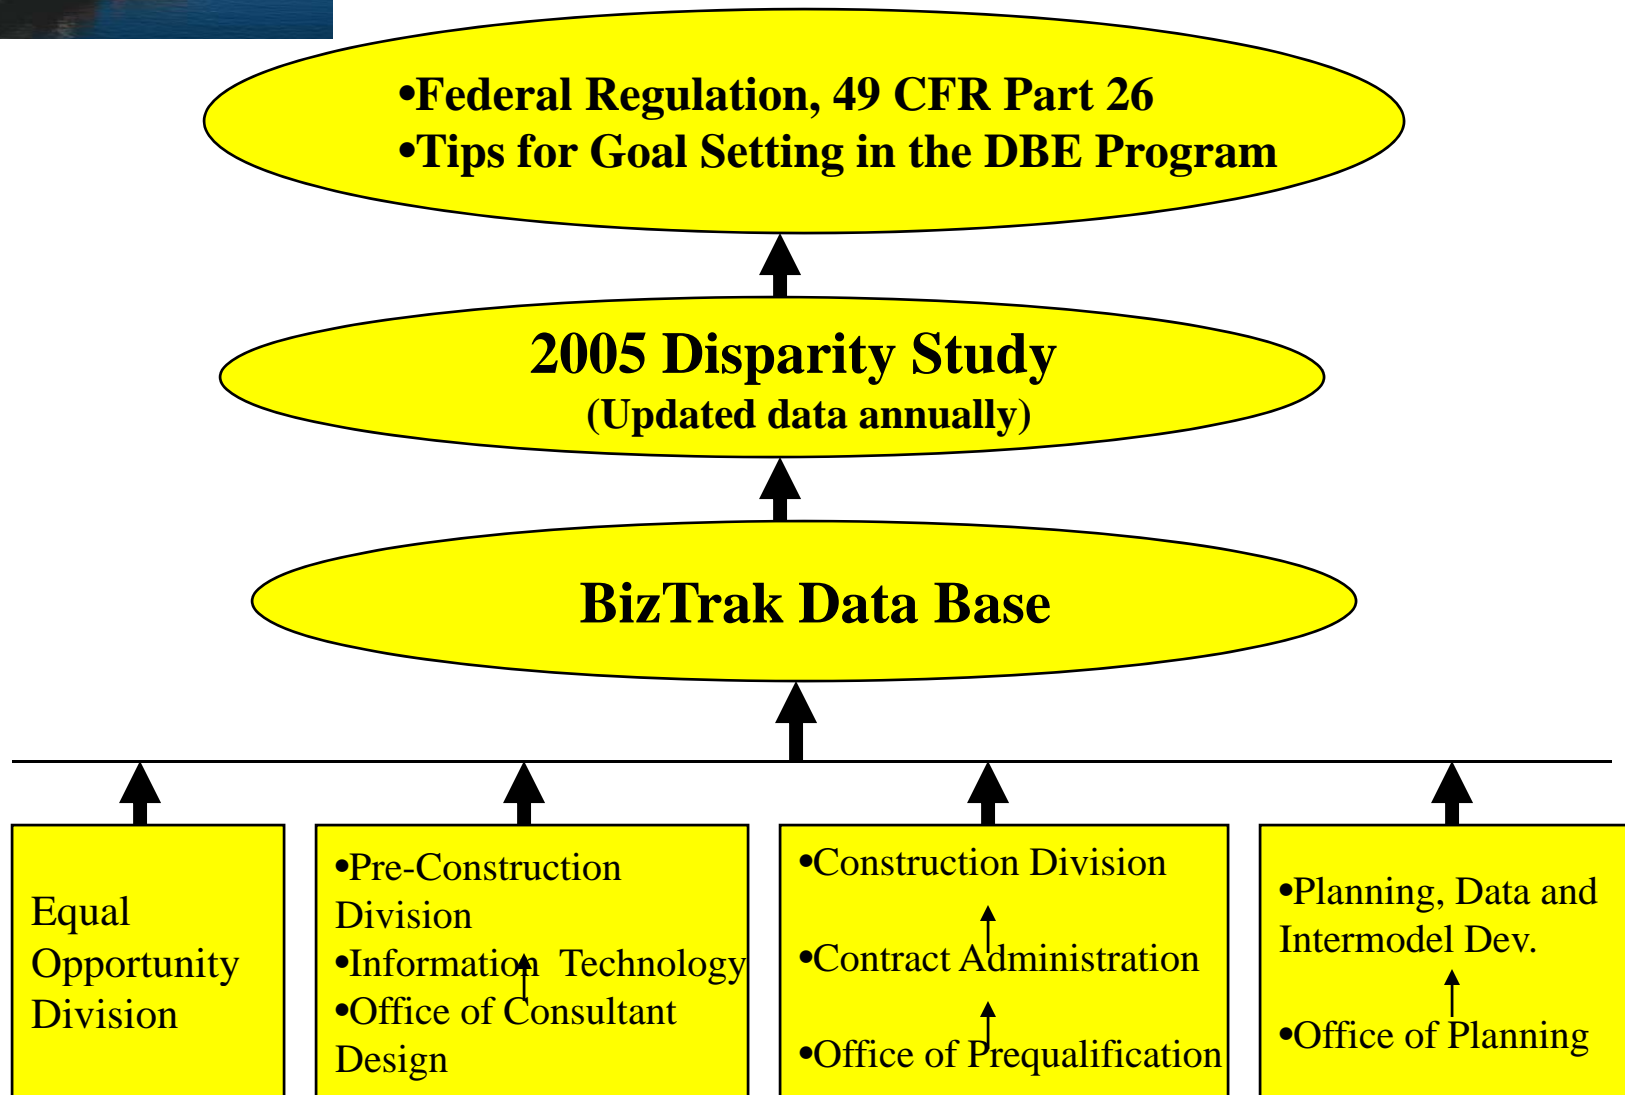 •Federal Regulation, 49 CFR Part 26
•Tips for Goal Setting in the DBE Program
2005 Disparity Study
(Updated data annually)
BizTrak Data Base
Equal
Opportunity
Division
•Pre-Construction
Division
•Information Technology
•Office of Consultant
Design
•Construction Division
•Contract Administration
•Office of Prequalification
•Planning, Data and
Intermodel Dev.
•Office of Planning